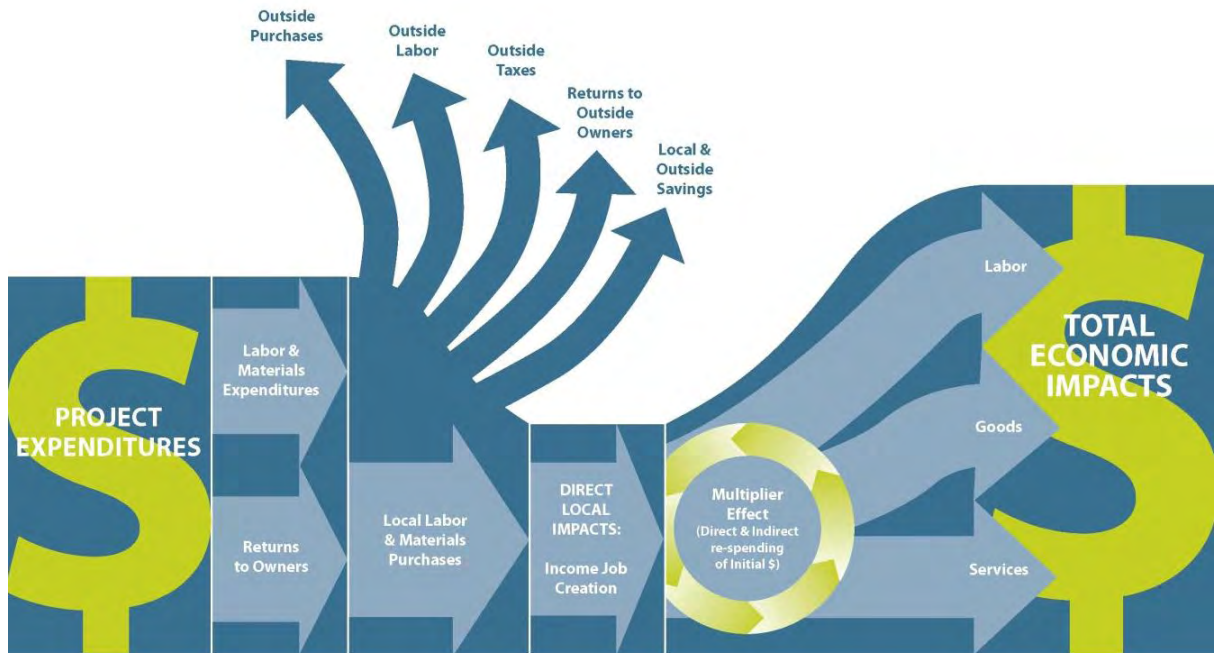 Outside
Purchases
Outside
Labor
Outside
Taxes
Returns to
Outside
Owners
Local &
Outside
Savings
PROJECT
EXPENDITURES
Labor &
Materials
Expenditures
Returns
to Owners
Local Labor
& Materials
Purchases
DIRECT
LOCAL
IMPACTS:
Income Job
Creation
Multiplier
Effect
(Direct & Indirect
re-spending
of Initial $)
Labor
Goods
Services
TOTAL
ECONOMIC
IMPACTS